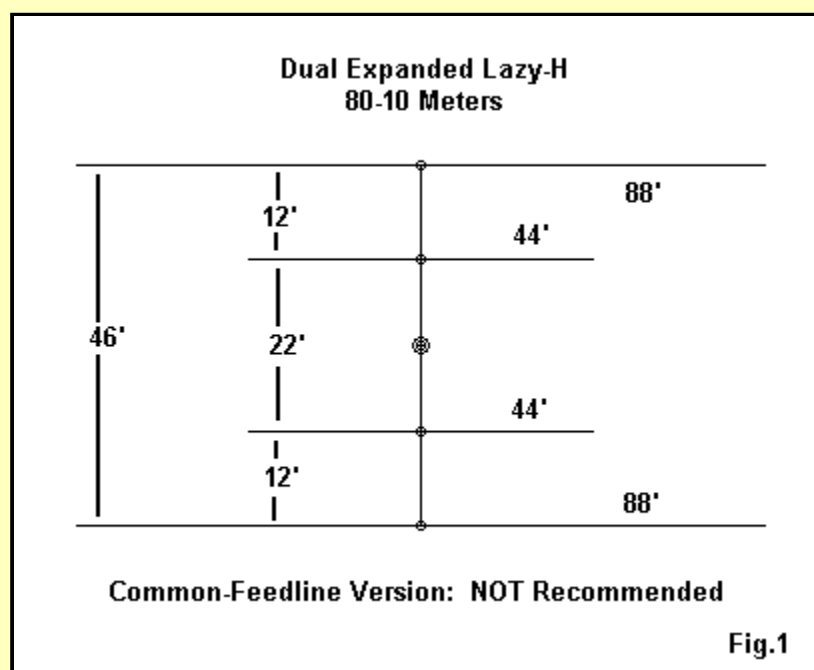 Dual Expanded Lazy-H
80-10 Meters
88'
12'
44'
46'
22'
44'
12'
88'
Common-Feedline Version: NOT Recommended
Fig.1